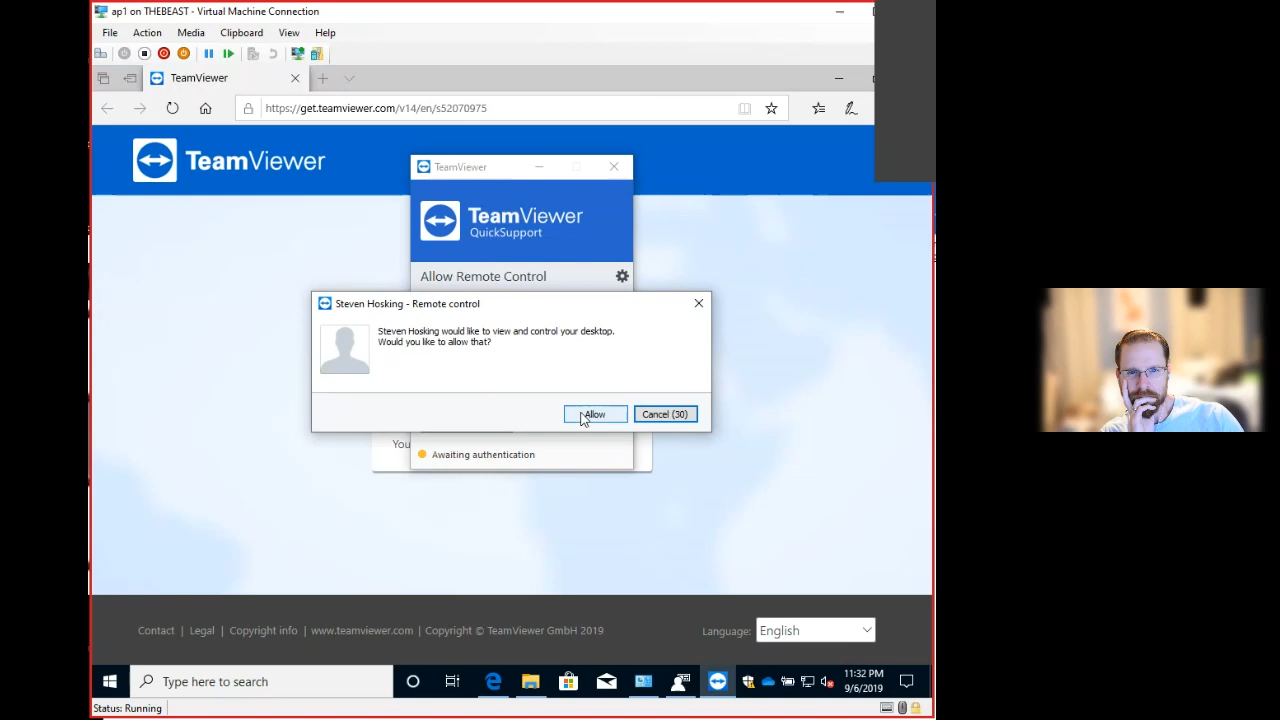 ap1 on THEBEAST - Virtual Machine Connection
File Action Media Clipboard View Help
TeamViewer
https://get.teamviewer.com/v14/en/s52070975
TeamViewer
TeamViewer
TeamViewer
QuickSupport
Allow Remote Control
Steven Hosking - Remote control
Steven Hosking would like to view and control your desktop.
Would you like to allow that?
Allow Cancel (30)
You
Awaiting authentication
Contact | Legal | Copyright info | www.teamviewer.com | Copyright © TeamViewer GmbH 2019
Language: English
Type here to search
11:32 PM
9/6/2019
Status: Running